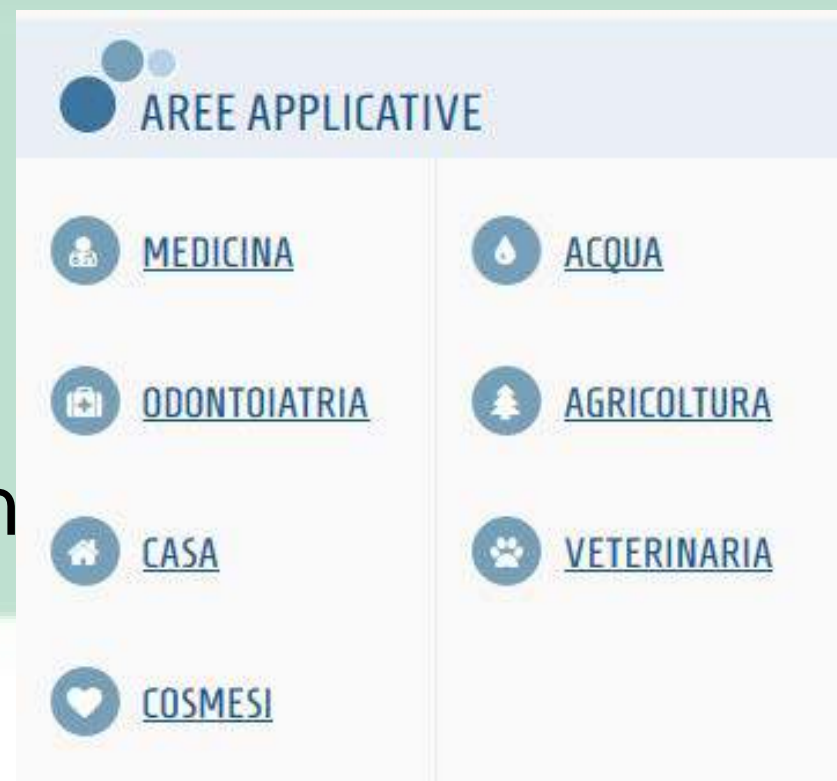 AREE APPLICATIVE
MEDICINA
ODONTOIATRIA
CASA
COSMESI
ACQUA
AGRICOLTURA
VETERINARIA